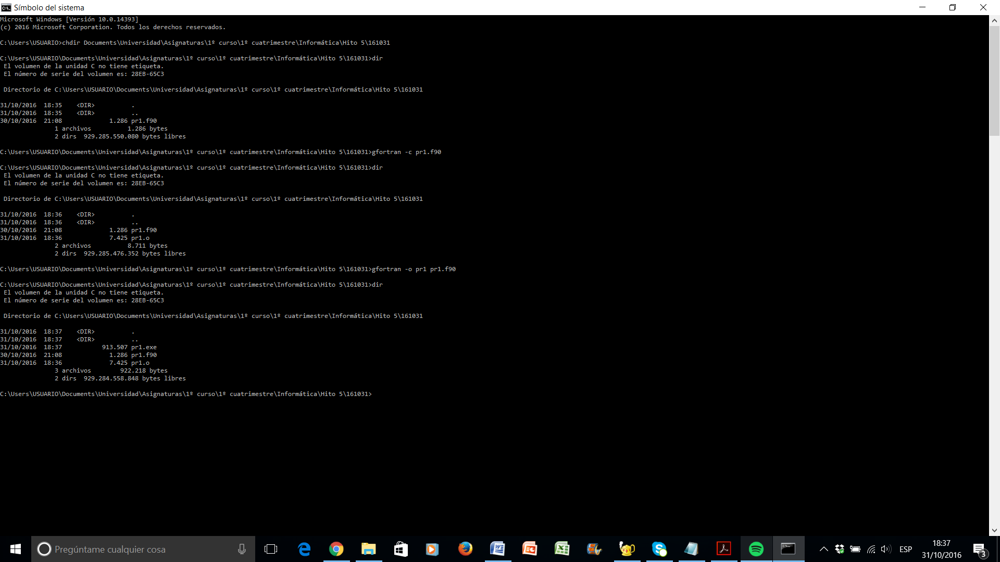 Símbolo del sistema
Microsoft Windows [Versión 10.0.14393]
(c) 2016 Microsoft Corporation. Todos los derechos reservados.
C:\Users\USUARIO>chdir Documents\Universidad\Asignaturas\1º curso\1º cuatrimestre\Informática\Hito 5\161031
C:\Users\USUARIO\Documents\Universidad\Asignaturas\1º curso\1º cuatrimestre\Informática\Hito 5\161031>dir
El volumen de la unidad C no tiene etiqueta.
El número de serie del volumen es: 28EB-65C3
Directorio de C:\Users\USUARIO\Documents\Universidad\Asignaturas\1º curso\1º cuatrimestre\Informática\Hito 5\161031
31/10/2016  18:35    <DIR>          .
31/10/2016  18:35    <DIR>          ..
30/10/2016  21:08             1.286 pr1.f90
1 archivos          1.286 bytes
2 dirs  929.285.550.080 bytes libres
C:\Users\USUARIO\Documents\Universidad\Asignaturas\1º curso\1º cuatrimestre\Informática\Hito 5\161031>gfortran -c pr1.f90
C:\Users\USUARIO\Documents\Universidad\Asignaturas\1º curso\1º cuatrimestre\Informática\Hito 5\161031>dir
El volumen de la unidad C no tiene etiqueta.
El número de serie del volumen es: 28EB-65C3
Directorio de C:\Users\USUARIO\Documents\Universidad\Asignaturas\1º curso\1º cuatrimestre\Informática\Hito 5\161031
31/10/2016  18:36    <DIR>          .
31/10/2016  18:36    <DIR>          ..
30/10/2016  21:08             1.286 pr1.f90
31/10/2016  18:36             7.425 pr1.o
2 archivos          8.711 bytes
2 dirs  929.285.476.352 bytes libres
C:\Users\USUARIO\Documents\Universidad\Asignaturas\1º curso\1º cuatrimestre\Informática\Hito 5\161031>gfortran -o pr1 pr1.f90
C:\Users\USUARIO\Documents\Universidad\Asignaturas\1º curso\1º cuatrimestre\Informática\Hito 5\161031>dir
El volumen de la unidad C no tiene etiqueta.
El número de serie del volumen es: 28EB-65C3
Directorio de C:\Users\USUARIO\Documents\Universidad\Asignaturas\1º curso\1º cuatrimestre\Informática\Hito 5\161031
31/10/2016  18:37    <DIR>          .
31/10/2016  18:37    <DIR>          ..
31/10/2016  18:37           913.507 pr1.exe
30/10/2016  21:08             1.286 pr1.f90
31/10/2016  18:36             7.425 pr1.o
3 archivos        922.218 bytes
2 dirs  929.284.558.848 bytes libres
C:\Users\USUARIO\Documents\Universidad\Asignaturas\1º curso\1º cuatrimestre\Informática\Hito 5\161031>
Pregúntame cualquier cosa
ESP
18:37
31/10/2016
3